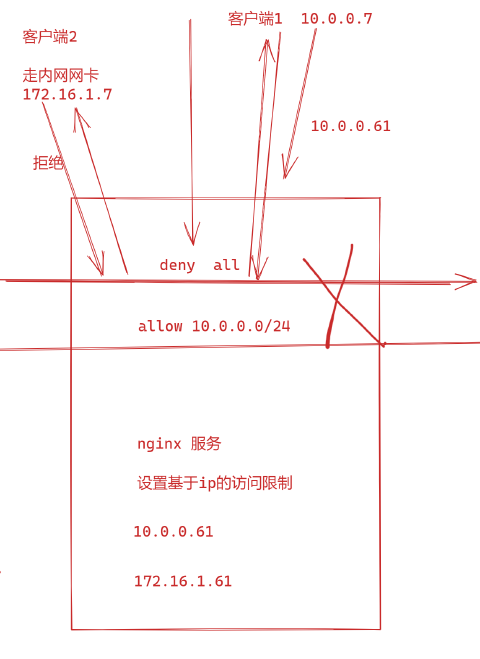 客户端1 10.0.0.7
客户端2
走内网网卡
172.16.1.7
10.0.0.61
拒绝
deny all
allow 10.0.0.0/24
nginx 服务
设置基于ip的访问限制
10.0.0.61
172.16.1.61